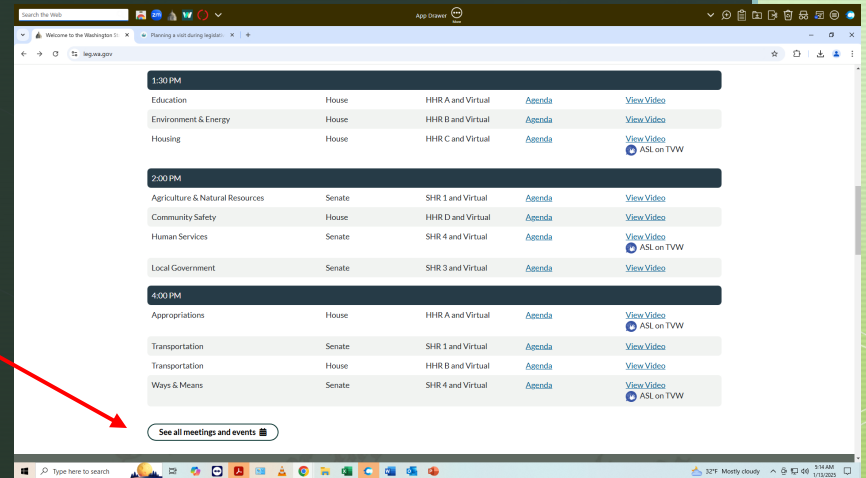 Search the Web
zm
W
App Drawer
More
Welcome to the Washington St
Planning a visit during legislati
leg.wa.gov
1:30 PM
Education House HHR A and Virtual Agenda View Video
Environment & Energy House HHR B and Virtual Agenda View Video
Housing House HHR C and Virtual Agenda View Video
ASL on TVW
2:00 PM
Agriculture & Natural Resources Senate SHR 1 and Virtual Agenda View Video
Community Safety House HHR D and Virtual Agenda View Video
Human Services Senate SHR 4 and Virtual Agenda View Video
ASL on TVW
Local Government Senate SHR 3 and Virtual Agenda View Video
4:00 PM
Appropriations House HHR A and Virtual Agenda View Video
ASL on TVW
Transportation Senate SHR 1 and Virtual Agenda View Video
Transportation House HHR B and Virtual Agenda View Video
Ways & Means Senate SHR 4 and Virtual Agenda View Video
ASL on TVW
See all meetings and events
Type here to search
32°F Mostly cloudy
9:14 AM
1/13/2025